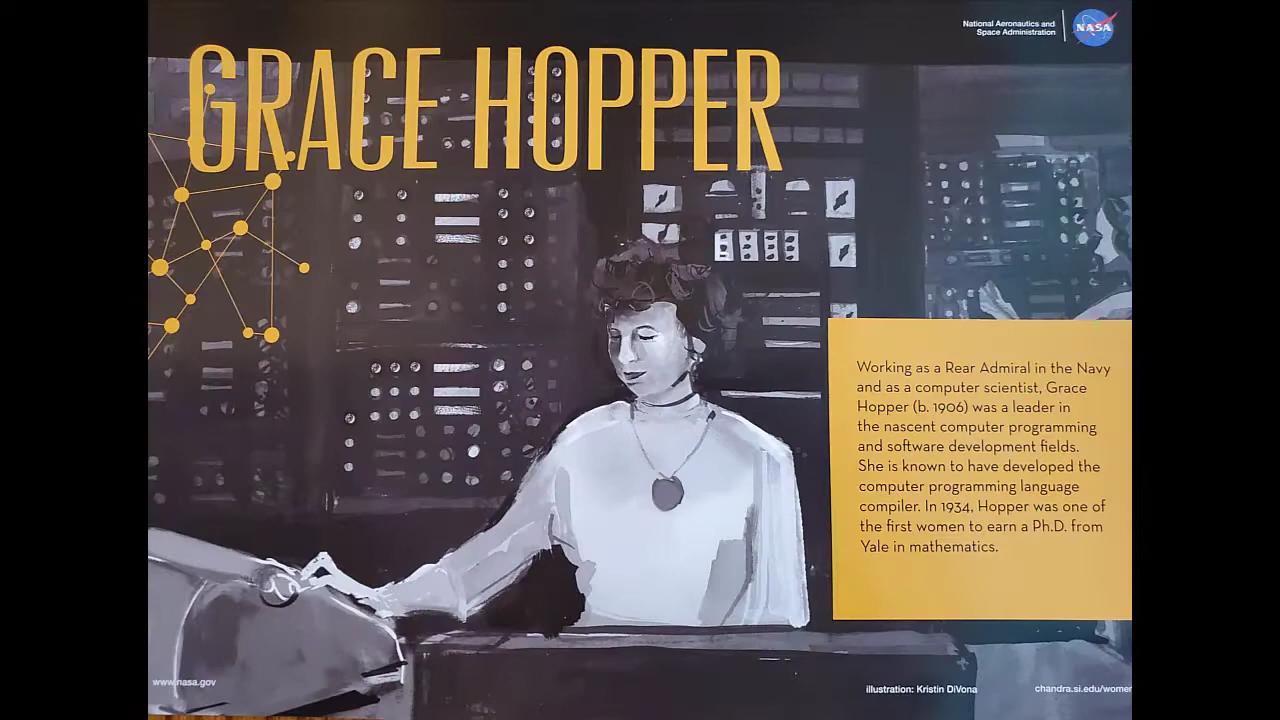 National Aeronautics and
Space Administration
NASA
GRACE HOPPER
Working as a Rear Admiral in the Navy
and as a computer scientist, Grace
Hopper (b. 1906) was a leader in
the nascent computer programming
and software development fields.
She is known to have developed the
computer programming language
compiler. In 1934, Hopper was one of
the first women to earn a Ph.D. from
Yale in mathematics.
www.nasa.gov
illustration: Kristin DiVona
chandra.si.edu/women